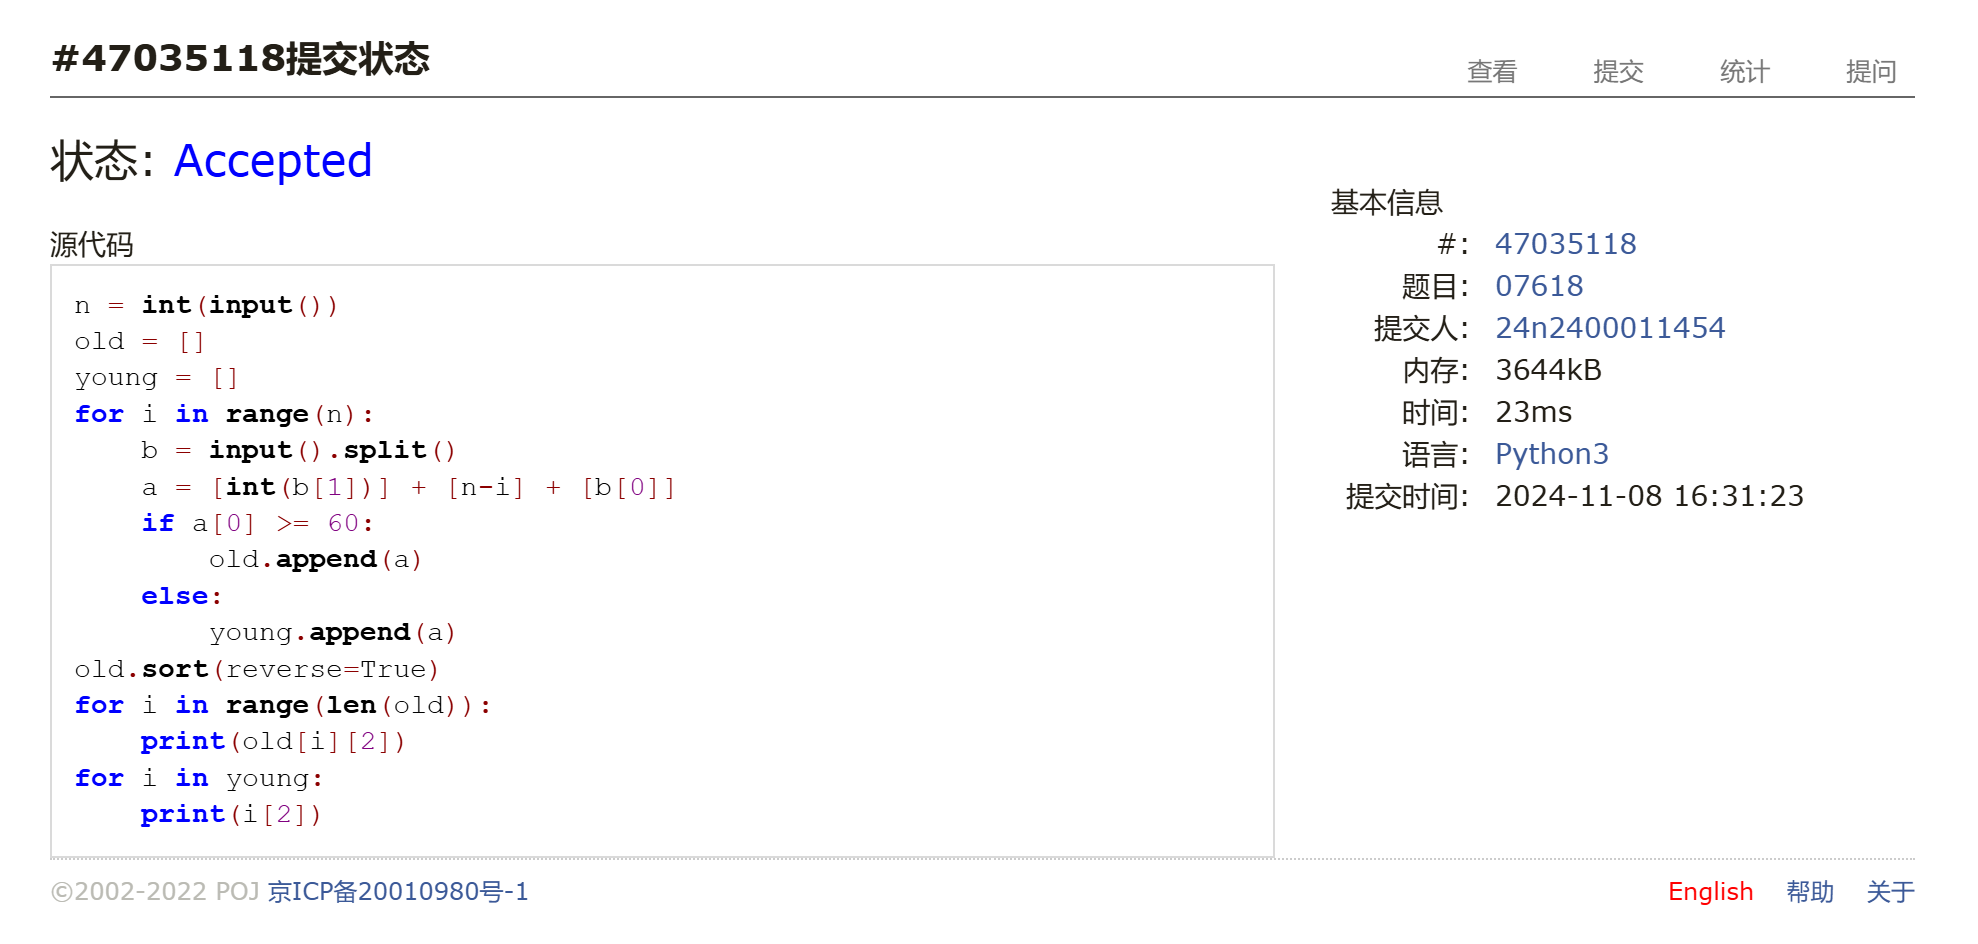 #47035118提交状态
查看 提交 统计 提问
状态: Accepted
源代码
n = int(input())
old = []
young = []
for i in range(n):
    b = input().split()
    a = [int(b[1])] + [n-i] + [b[0]]
    if a[0] >= 60:
        old.append(a)
    else:
        young.append(a)
old.sort(reverse=True)
for i in range(len(old)):
    print(old[i][2])
for i in young:
    print(i[2])
基本信息
#: 47035118
题目: 07618
提交人: 24n2400011454
内存: 3644kB
时间: 23ms
语言: Python3
提交时间: 2024-11-08 16:31:23
©2002-2022 POJ 京ICP备20010980号-1
English 帮助 关于